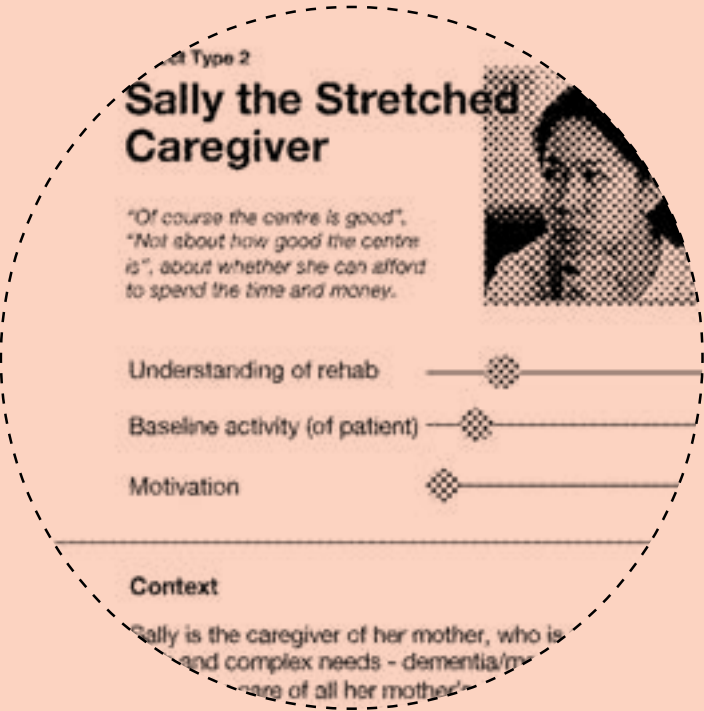 Type 2
Sally the Stretched
Caregiver
"Of course the centre is good",
"Not about how good the centre
is", about whether she can afford
to spend the time and money.
Understanding of rehab
Baseline activity (of patient)
Motivation
Context
Sally is the caregiver of her mother, who is
and complex needs - dementia/
of all her mother's